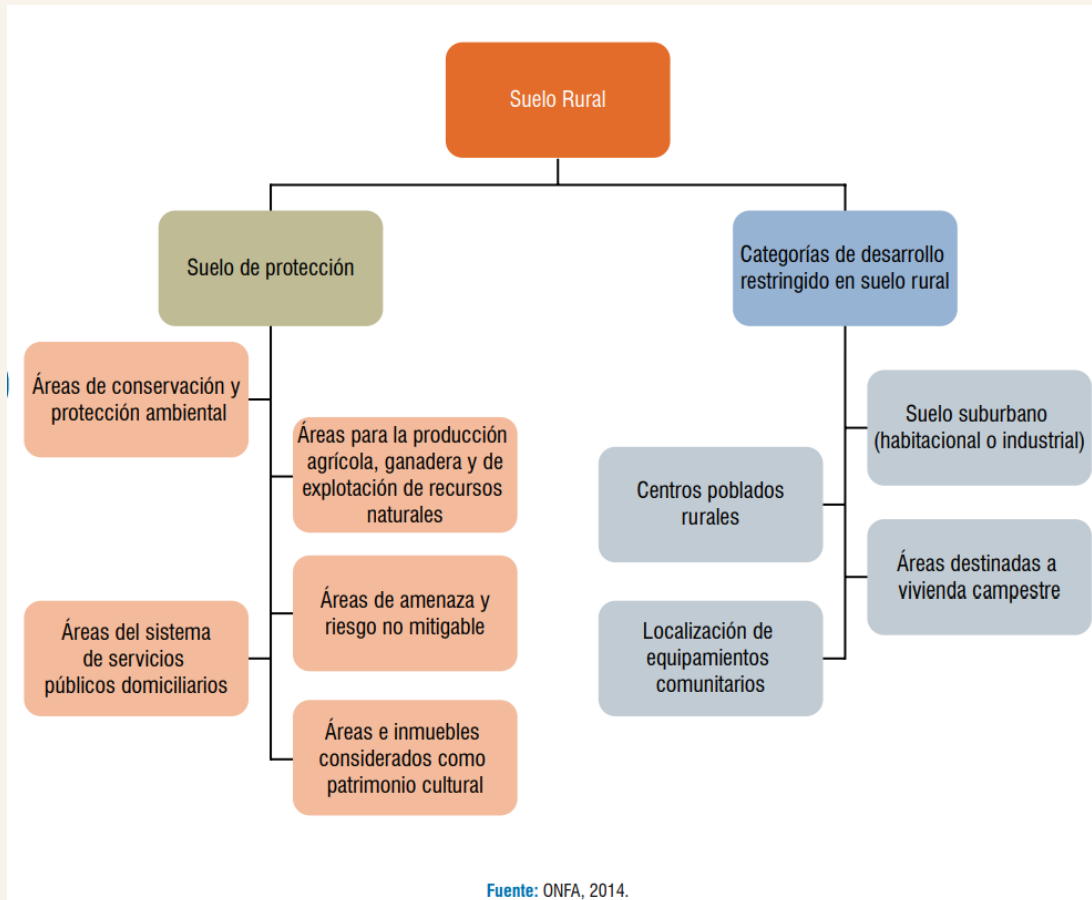 Suelo Rural
Suelo de protección
Categorías de desarrollo
restringido en suelo rural
Áreas de conservación y
protección ambiental
Áreas para la producción
agrícola, ganadera y de
explotación de recursos
naturales
Áreas de amenaza y
riesgo no mitigable
Áreas del sistema
de servicios
públicos domiciliarios
Áreas e inmuebles
considerados como
patrimonio cultural
Suelo suburbano
(habitacional o industrial)
Centros poblados
rurales
Áreas destinadas a
vivienda campestre
Localización de
equipamientos
comunitarios
Fuente: ONFA, 2014.